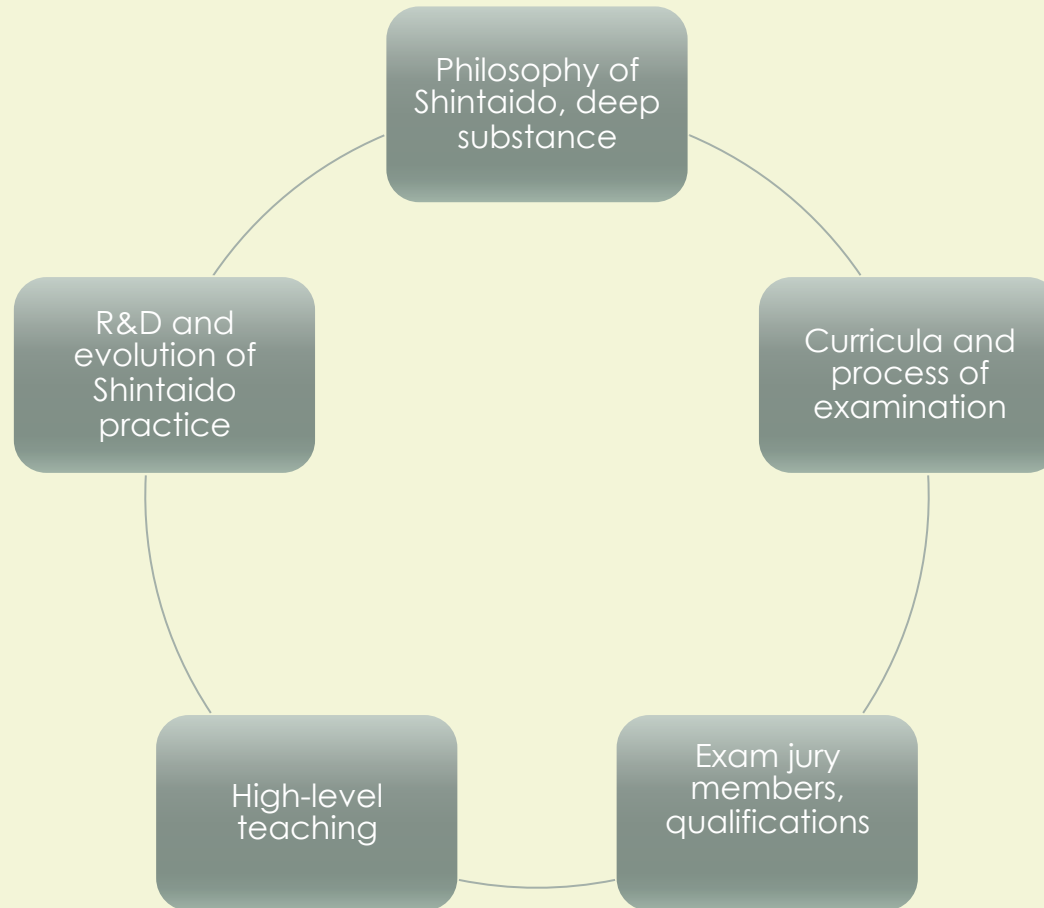 Philosophy of
Shintaido, deep
substance
Curricula and
process of
examination
Exam jury
members,
qualifications
High-level
teaching
R&D and
evolution of
Shintaido
practice